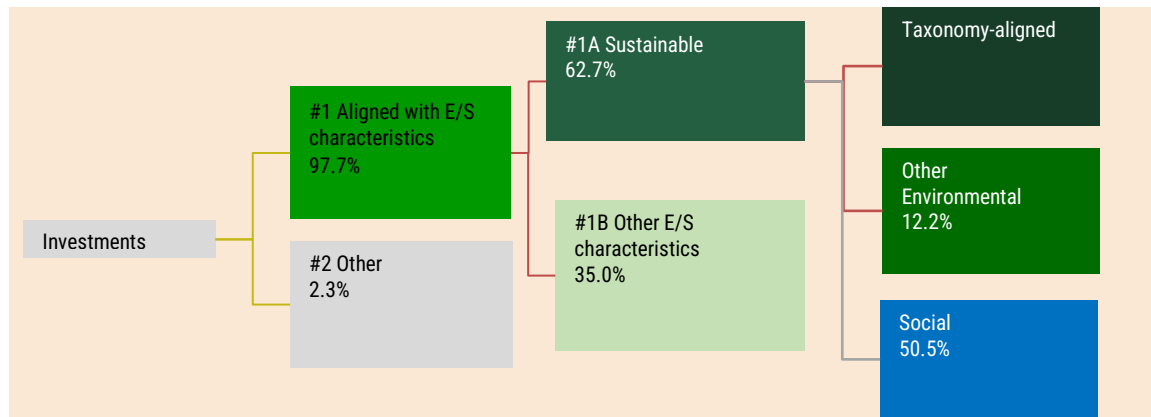 Investments
#1 Aligned with E/S
characteristics
97.7%
#2 Other
2.3%
#1A Sustainable
62.7%
#1B Other E/S
characteristics
35.0%
Taxonomy-aligned
Other
Environmental
12.2%
Social
50.5%